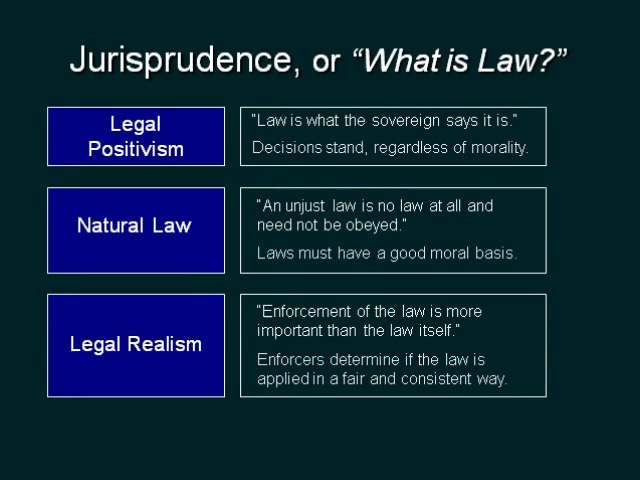 Jurisprudence, or “What is Law?”
Legal
Positivism
“Law is what the sovereign says it is.”
Decisions stand, regardless of morality.
Natural Law
“An unjust law is no law at all and
need not be obeyed.”
Laws must have a good moral basis.
Legal Realism
“Enforcement of the law is more
important than the law itself.”
Enforcers determine if the law is
applied in a fair and consistent way.